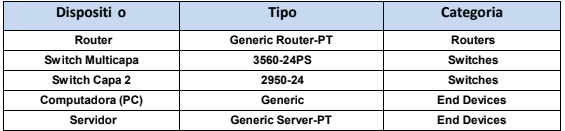 Dispositi o Tipo Categoria
Router Generic Router-PT Routers
Switch Multicapa 3560-24PS Switches
Switch Capa 2 2950-24 Switches
Computadora (PC) Generic End Devices
Servidor Generic Server-PT End Devices